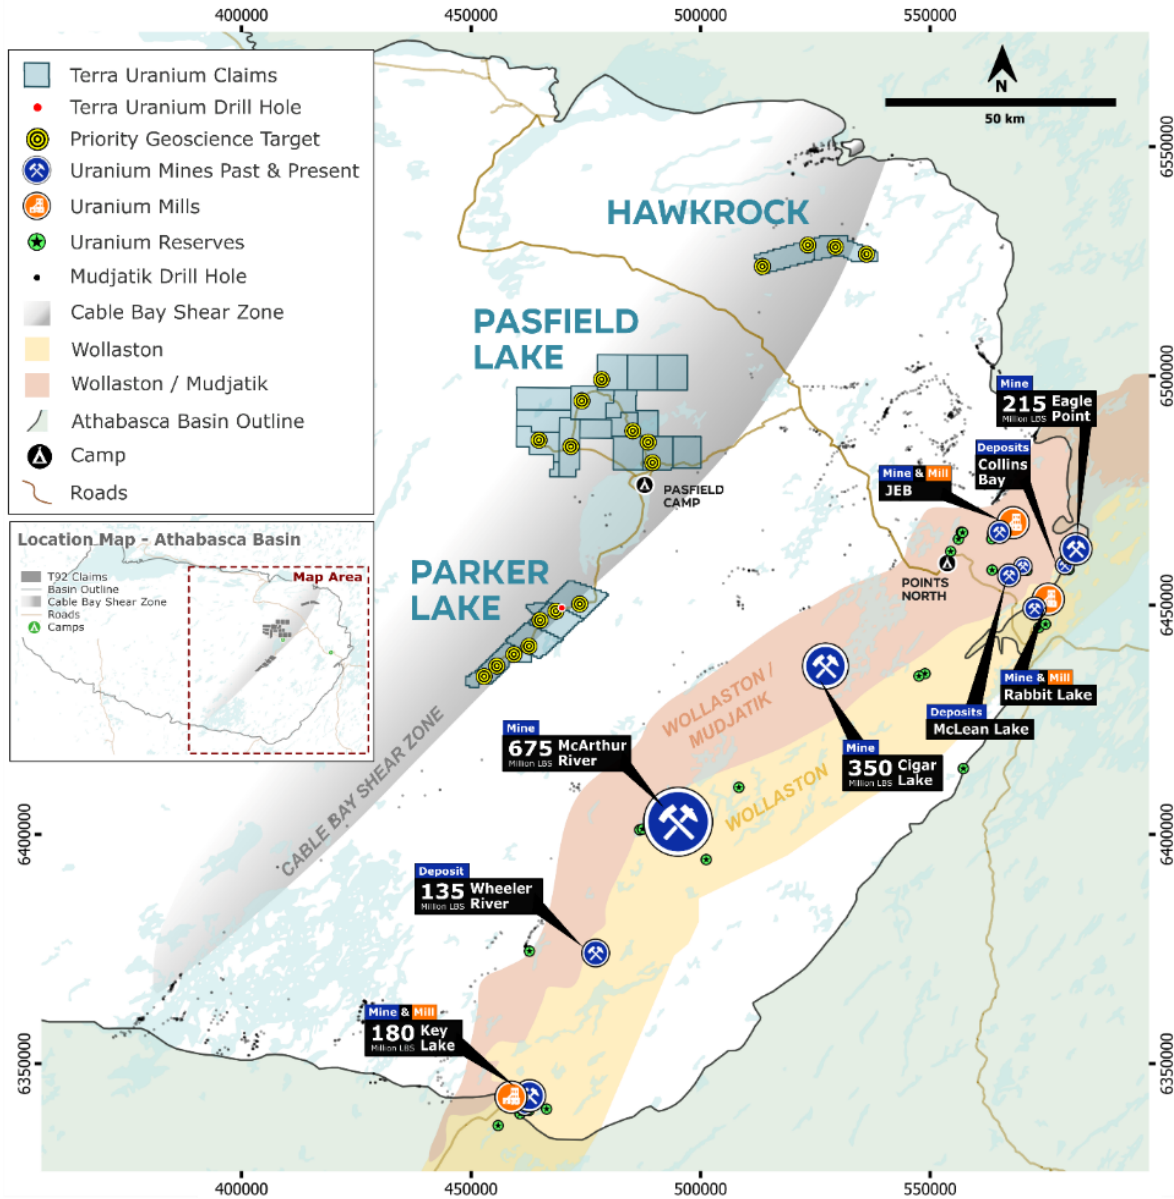 400000
450000
500000
550000
Terra Uranium Claims
Terra Uranium Drill Hole
Priority Geoscience Target
Uranium Mines Past & Present
Uranium Mills
Uranium Reserves
Mudjatik Drill Hole
Cable Bay Shear Zone
Wollaston
Wollaston / Mudjatik
Athabasca Basin Outline
Camp
Roads
N
50 km
6550000
HAWKROCK
PASFIELD
LAKE
6500000
Mine
215 Eagle
Million LBS Point
Deposits
Collins
Bay
Mine & Mill
JEB
PASFIELD
CAMP
Location Map - Athabasca Basin
T92 Claims
Basin Outline
Cable Bay Shear Zone
Roads
Camps
Map Area
PARKER
LAKE
POINTS
NORTH
6450000
Mine & Mill
Rabbit Lake
Deposits
McLean Lake
WOLLASTON /
MUDJATIK
Mine
675 McArthur
Million LBS River
Mine
350 Cigar
Million LBS Lake
CABLE BAY SHEAR ZONE
WOLLASTON
6400000
6400000
Deposit
135 Wheeler
Million LBS River
Mine & Mill
180 Key
Million LBS Lake
6350000
6350000
400000
450000
500000
550000